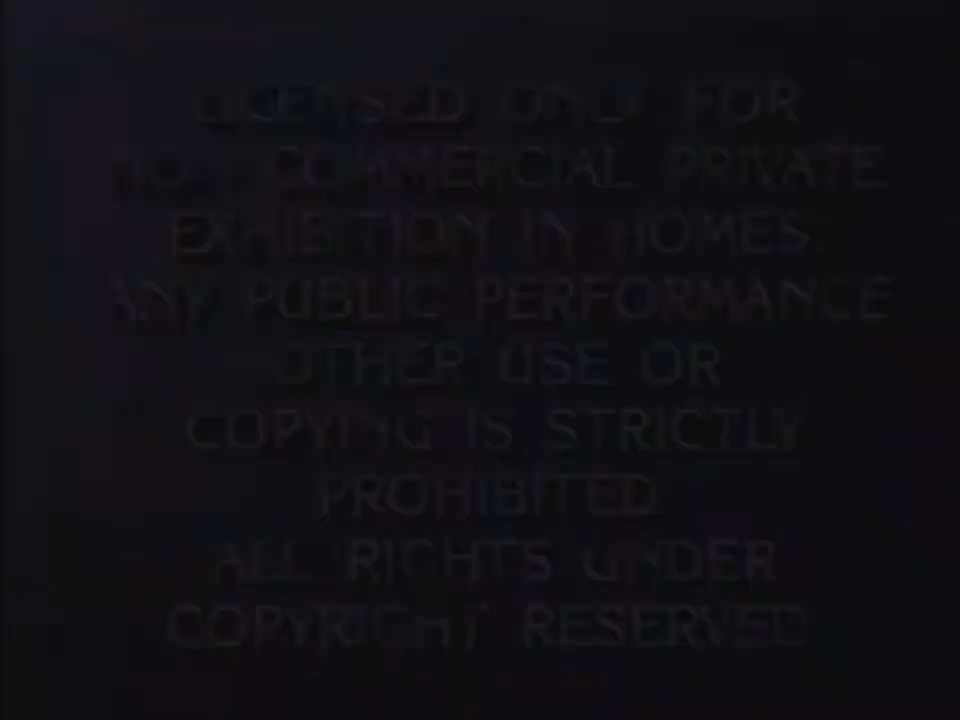 LICENSED ONLY FOR
NON COMMERCIAL PRIVATE
EXHIBITION IN HOMES.
ANY PUBLIC PERFORMANCE
OTHER USE OR
COPYING IS STRICTLY
PROHIBITED
ALL RIGHTS UNDER
COPYRIGHT RESERVED